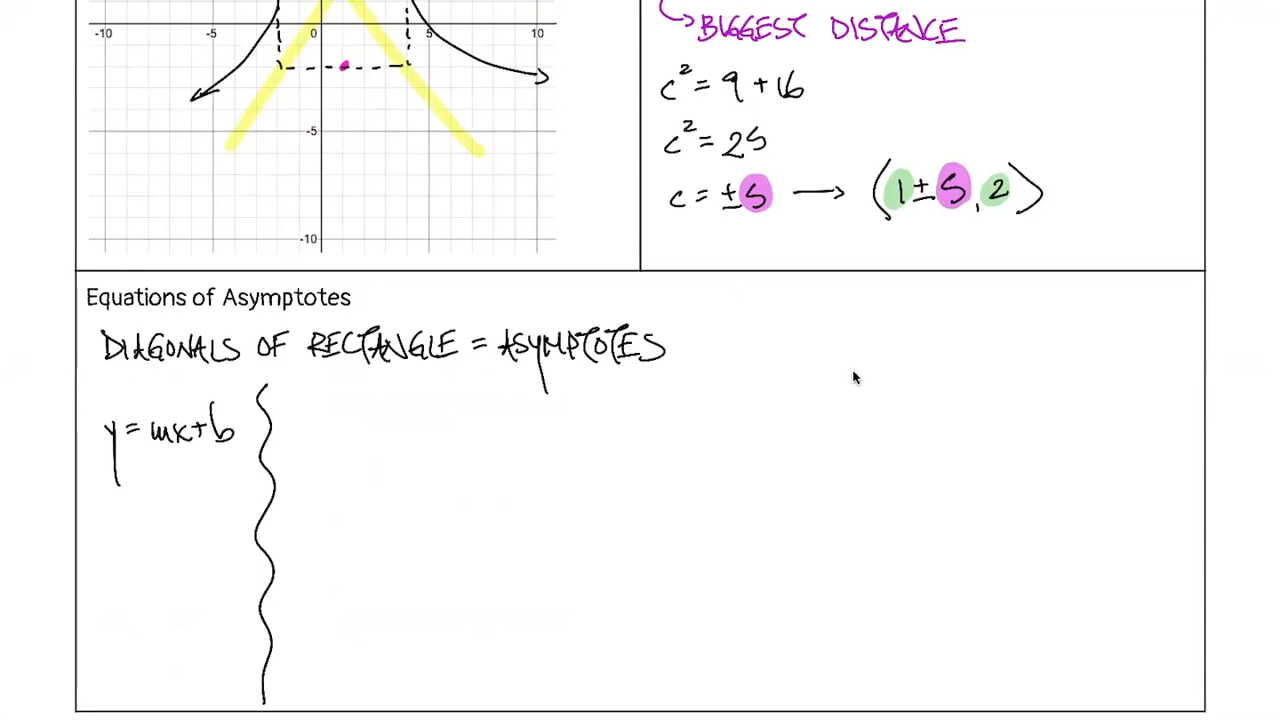 -10 -5 0 5 10
-5
-10
↳ BIGGEST DISTANCE
c² = 9 + 16
c² = 25
c = ± 5 → (1 ± 5, 2)
Equations of Asymptotes
DIAGONALS OF RECTANGLE = ASYMPTOTES
y = mx + b